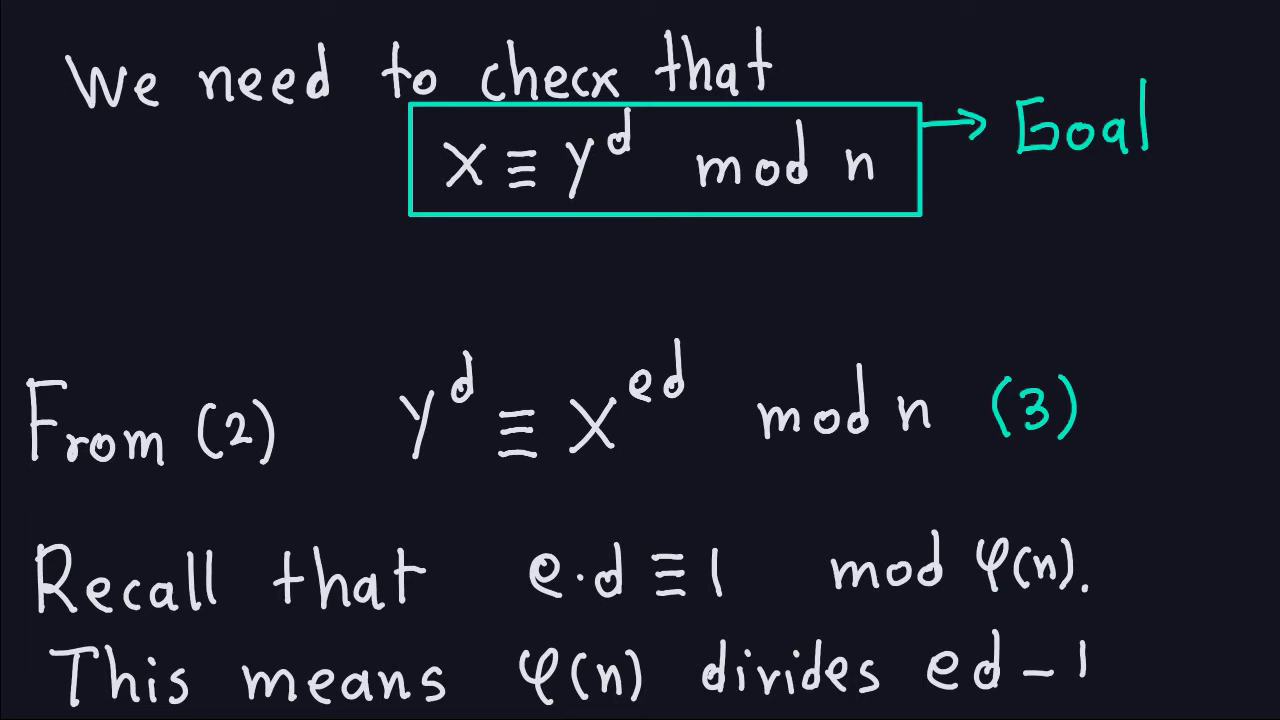 We need to check that
x ≡ y^d mod n → Goal
From (2) y^d ≡ x^ed mod n (3)
Recall that e·d ≡ 1 mod φ(n).
This means φ(n) divides ed - 1